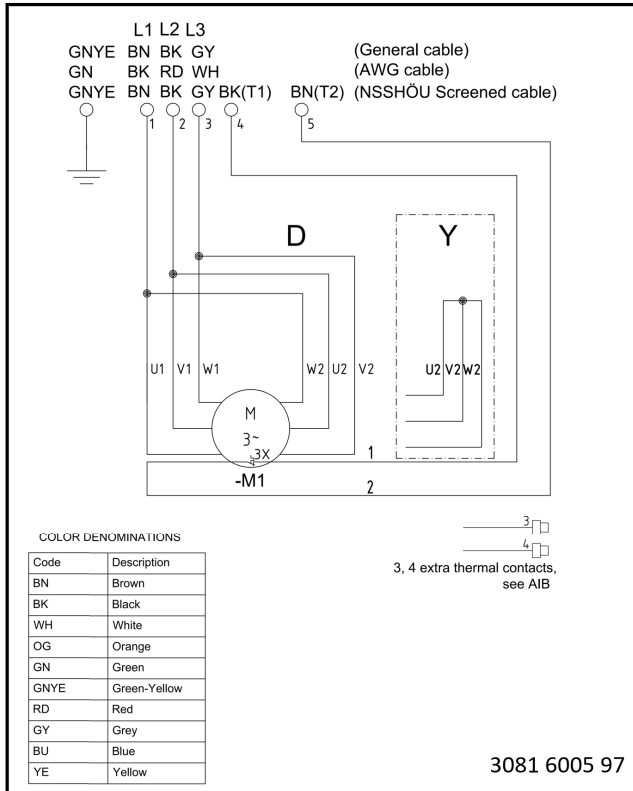 L1 L2 L3
GNYE BN BK GY (General cable)
GN BK RD WH (AWG cable)
GNYE BN BK GY BK(T1) BN(T2) (NSSHÖU Screened cable)
1 2 3 4 5
D Y
U1 V1 W1 W2 U2 V2 U2 V2 W2
M
3~
3X
1
-M1
2
3
4
3, 4 extra thermal contacts,
see AIB
COLOR DENOMINATIONS
Code Description
BN Brown
BK Black
WH White
OG Orange
GN Green
GNYE Green-Yellow
RD Red
GY Grey
BU Blue
YE Yellow
3081 6005 97